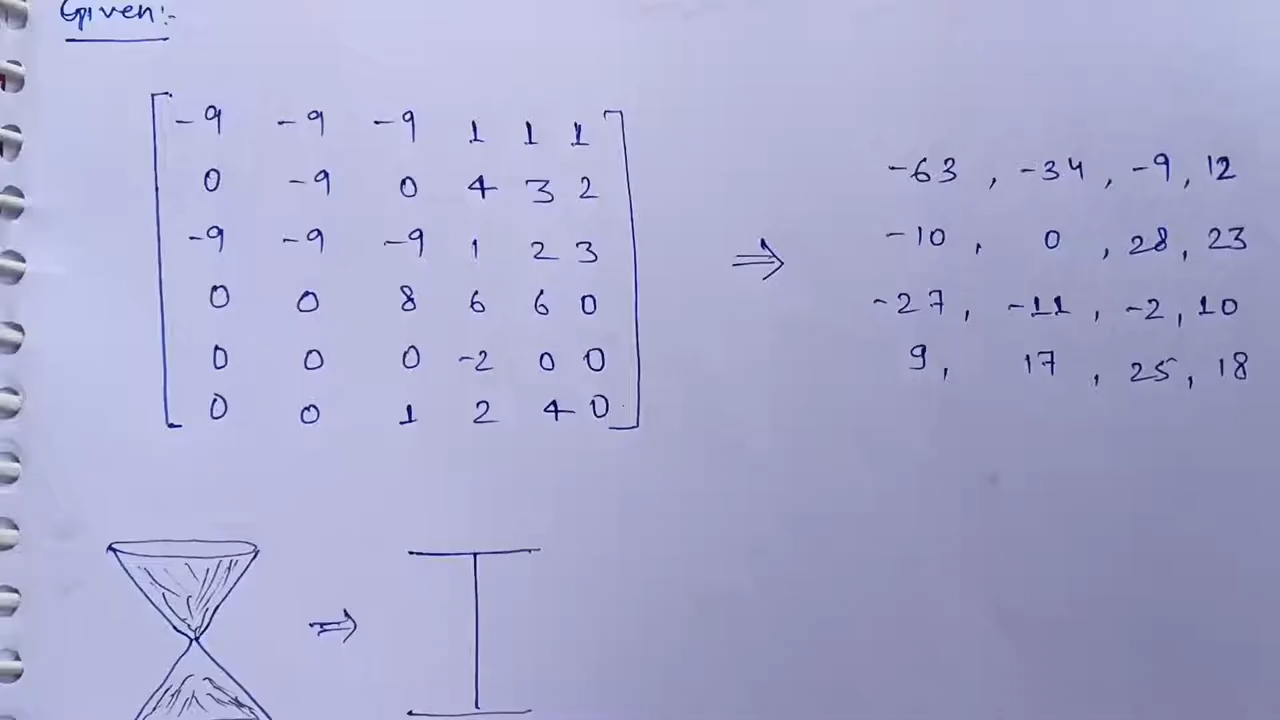 Given:-
-9 -9 -9 1 1 1
0 -9 0 4 3 2
-9 -9 -9 1 2 3
0 0 8 6 6 0
0 0 0 -2 0 0
0 0 1 2 4 0
⇒
-63, -34, -9, 12
-10, 0, 28, 23
-27, -11, -2, 10
9, 17, 25, 18
⇒